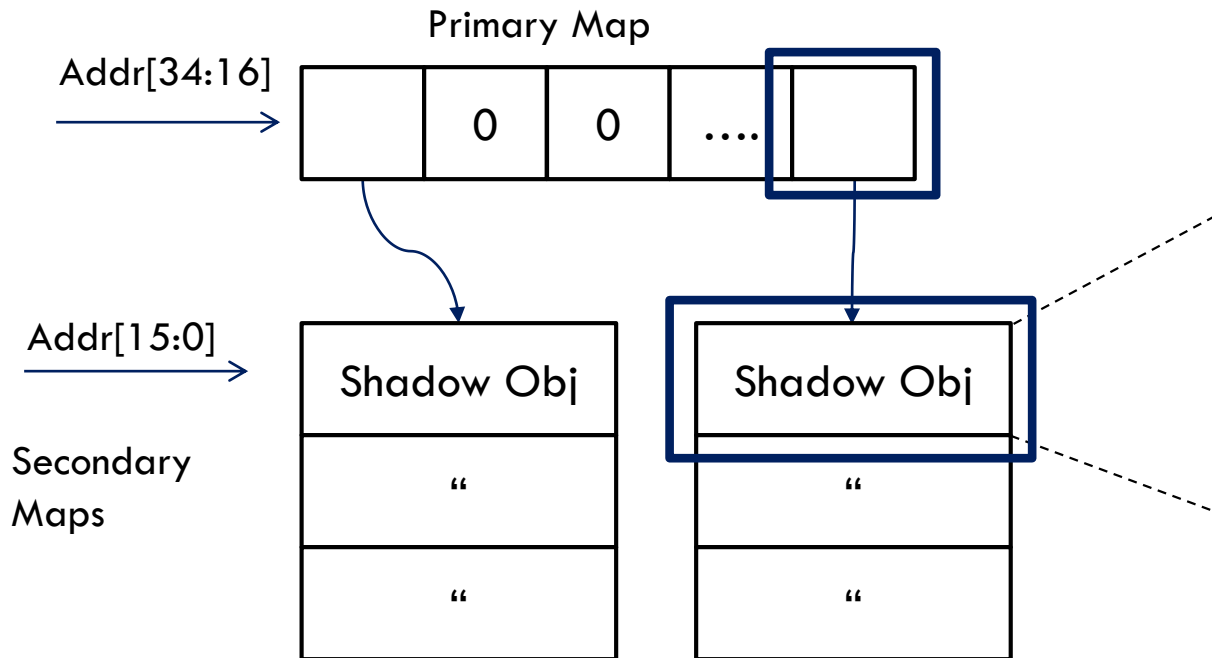 Primary Map
Addr[34:16]
0
0
....
Addr[15:0]
Shadow Obj
Shadow Obj
Secondary
Maps
“
“
“
“